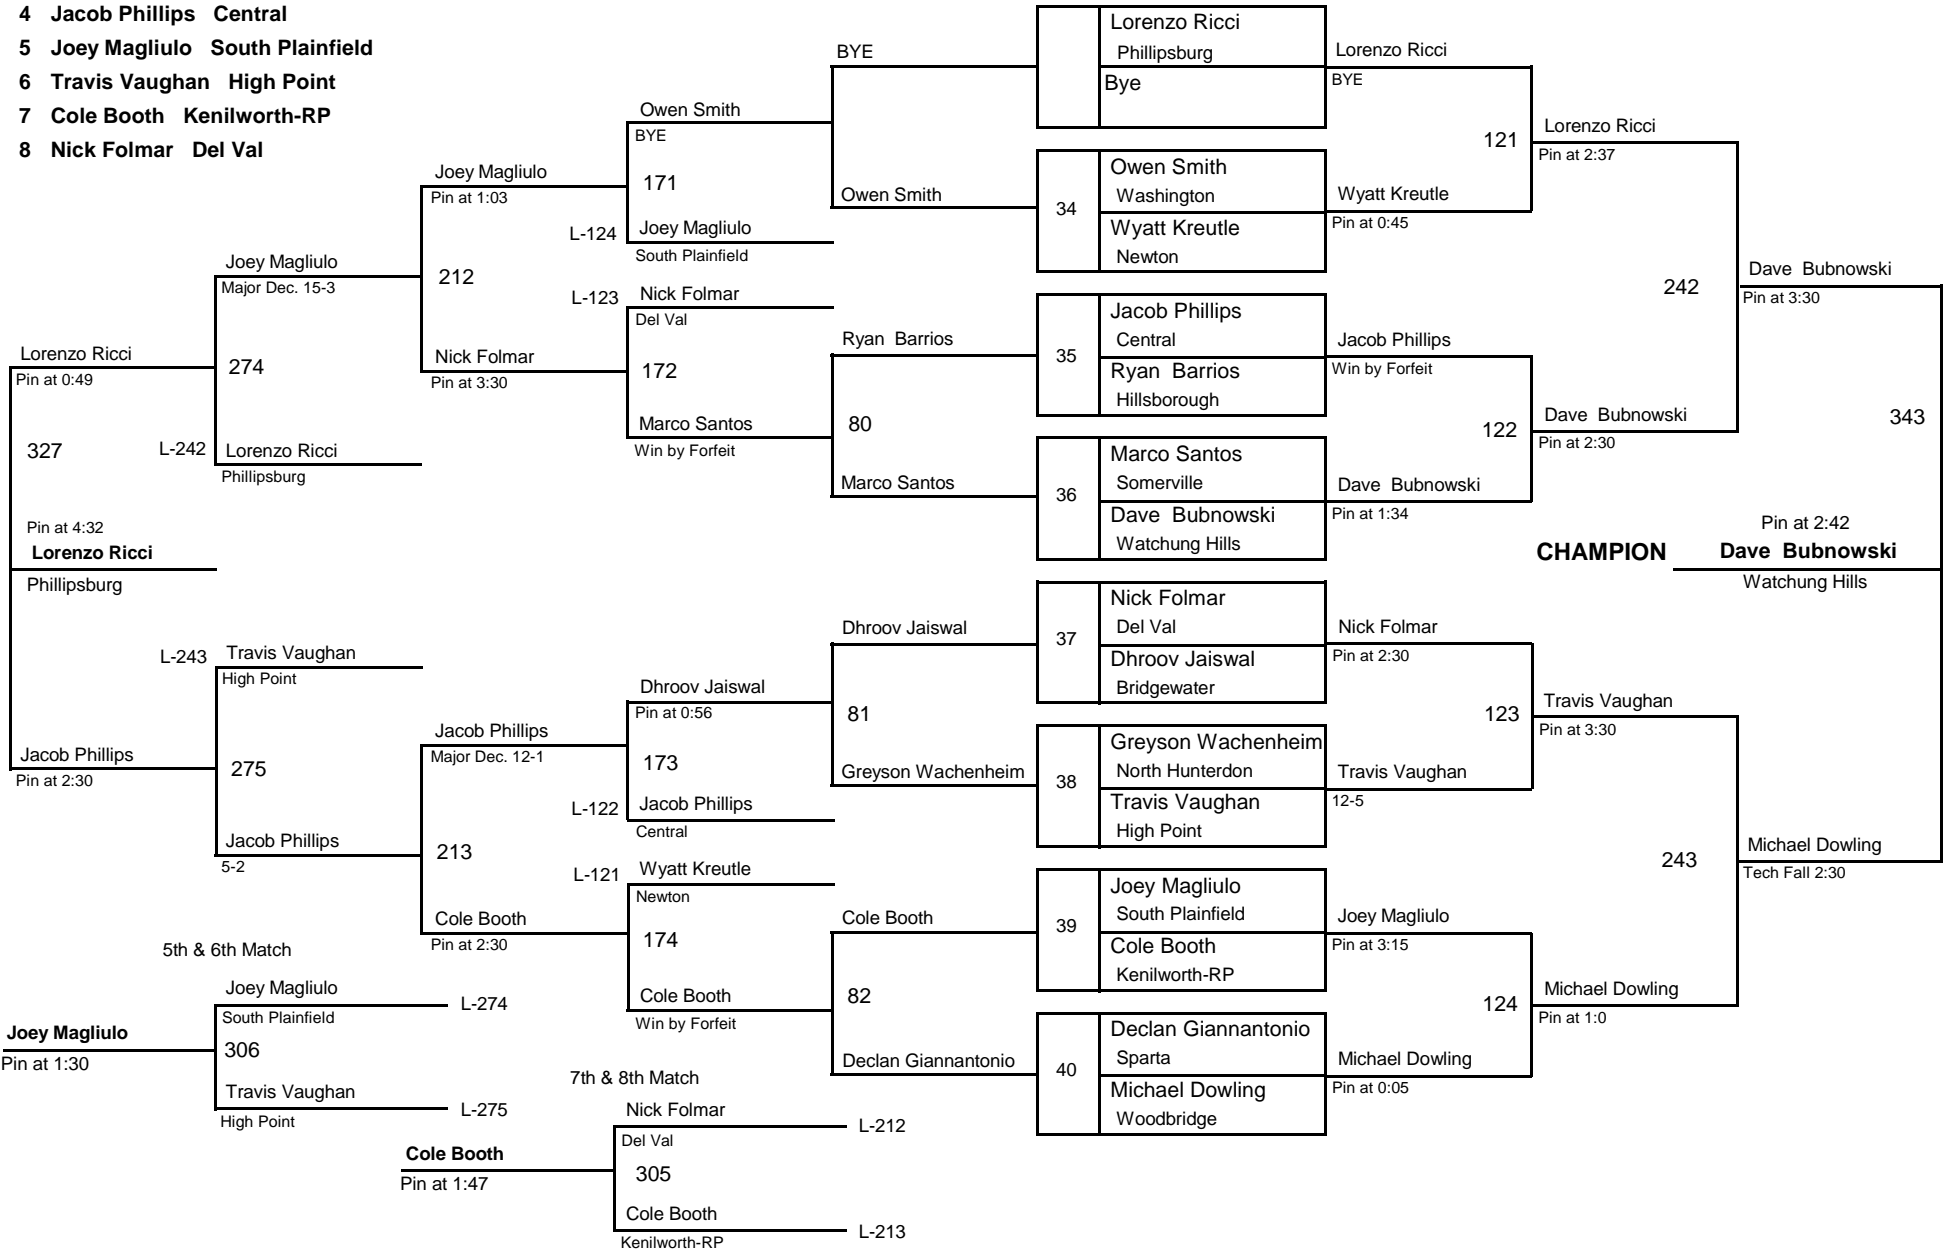 4 Jacob Phillips Central
5 Joey Magliulo South Plainfield
6 Travis Vaughan High Point
7 Cole Booth Kenilworth-RP
8 Nick Folmar Del Val
Lorenzo Ricci
Pin at 0:49
327
Pin at 4:32
Lorenzo Ricci
Phillipsburg
Jacob Phillips
Pin at 2:30
Joey Magliulo
Major Dec. 15-3
274
L-242
Lorenzo Ricci
Phillipsburg
L-243
Travis Vaughan
High Point
275
Jacob Phillips
5-2
5th & 6th Match
Joey Magliulo
L-274
South Plainfield
Joey Magliulo
Pin at 1:30
306
Travis Vaughan
L-275
High Point
Joey Magliulo
Pin at 1:03
212
Nick Folmar
Pin at 3:30
Jacob Phillips
Major Dec. 12-1
213
Cole Booth
Pin at 2:30
7th & 8th Match
Nick Folmar
L-212
Del Val
Cole Booth
Pin at 1:47
305
Cole Booth
L-213
Kenilworth-RP
Owen Smith
BYE
171
L-124
Joey Magliulo
South Plainfield
L-123
Nick Folmar
Del Val
172
Marco Santos
Win by Forfeit
Dhroov Jaiswal
Pin at 0:56
173
L-122
Jacob Phillips
Central
L-121
Wyatt Kreutle
Newton
174
Cole Booth
Win by Forfeit
BYE
Owen Smith
Ryan Barrios
80
Marco Santos
Dhroov Jaiswal
81
Greyson Wachenheim
Cole Booth
82
Declan Giannantonio
Lorenzo Ricci
Phillipsburg
Bye
34
Owen Smith
Washington
Wyatt Kreutle
Newton
35
Jacob Phillips
Central
Ryan Barrios
Hillsborough
36
Marco Santos
Somerville
Dave Bubnowski
Watchung Hills
37
Nick Folmar
Del Val
Dhroov Jaiswal
Bridgewater
38
Greyson Wachenheim
North Hunterdon
Travis Vaughan
High Point
39
Joey Magliulo
South Plainfield
Cole Booth
Kenilworth-RP
40
Declan Giannantonio
Sparta
Michael Dowling
Woodbridge
Lorenzo Ricci
BYE
121
Wyatt Kreutle
Pin at 0:45
Jacob Phillips
Win by Forfeit
122
Dave Bubnowski
Pin at 1:34
Nick Folmar
Pin at 2:30
123
Travis Vaughan
12-5
Joey Magliulo
Pin at 3:15
124
Michael Dowling
Pin at 0:05
Lorenzo Ricci
Pin at 2:37
242
Dave Bubnowski
Pin at 2:30
Travis Vaughan
Pin at 3:30
243
Michael Dowling
Pin at 1:0
Dave Bubnowski
Pin at 3:30
343
Pin at 2:42
CHAMPION Dave Bubnowski
Watchung Hills
Michael Dowling
Tech Fall 2:30